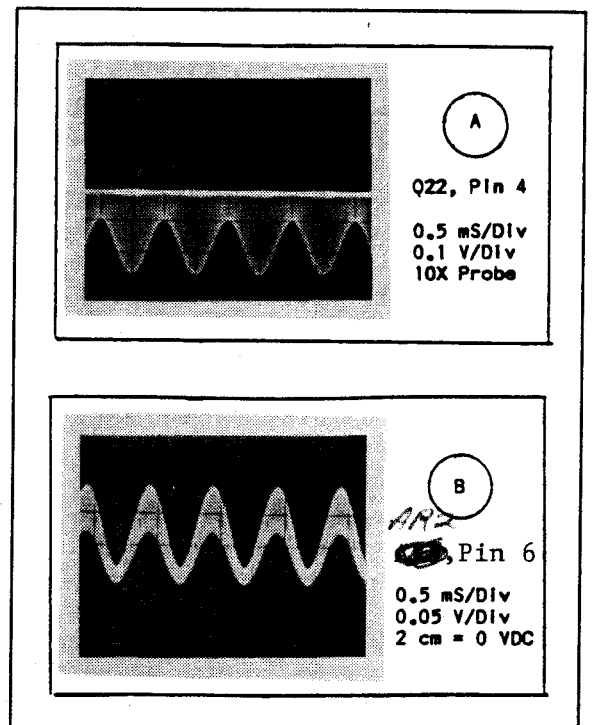 A
Q22, Pin 4
0.5 mS/Div
0.1 V/Div
10X Probe
B
AR2
, Pin 6
0.5 mS/Div
0.05 V/Div
2 cm = 0 VDC